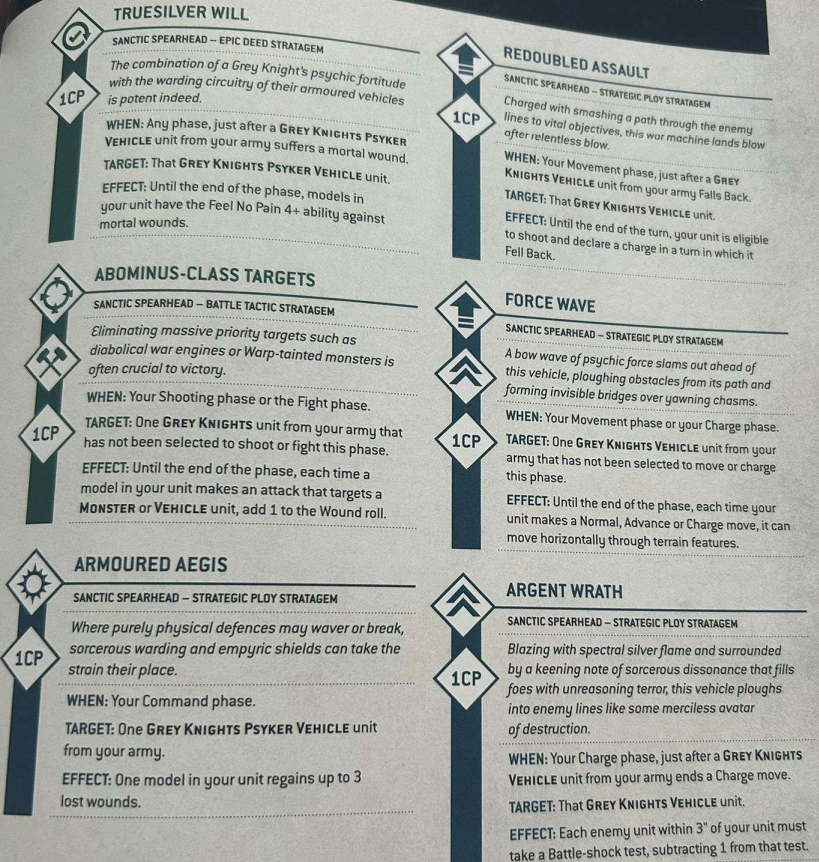 TRUESILVER WILL
SANCTIC SPEARHEAD – EPIC DEED STRATAGEM
The combination of a Grey Knight's psychic fortitude
with the warding circuitry of their armoured vehicles
is potent indeed.
1CP
WHEN: Any phase, just after a GREY KNIGHTS PSYKER
VEHICLE unit from your army suffers a mortal wound.
TARGET: That GREY KNIGHTS PSYKER VEHICLE unit.
EFFECT: Until the end of the phase, models in
your unit have the Feel No Pain 4+ ability against
mortal wounds.
ABOMINUS-CLASS TARGETS
SANCTIC SPEARHEAD – BATTLE TACTIC STRATAGEM
Eliminating massive priority targets such as
diabolical war engines or Warp-tainted monsters is
often crucial to victory.
WHEN: Your Shooting phase or the Fight phase.
1CP
TARGET: One GREY KNIGHTS unit from your army that
has not been selected to shoot or fight this phase.
EFFECT: Until the end of the phase, each time a
model in your unit makes an attack that targets a
MONSTER or VEHICLE unit, add 1 to the Wound roll.
ARMOURED AEGIS
SANCTIC SPEARHEAD – STRATEGIC PLOY STRATAGEM
Where purely physical defences may waver or break,
sorcerous warding and empyric shields can take the
strain their place.
1CP
WHEN: Your Command phase.
TARGET: One GREY KNIGHTS PSYKER VEHICLE unit
from your army.
EFFECT: One model in your unit regains up to 3
lost wounds.
REDOUBLED ASSAULT
SANCTIC SPEARHEAD – STRATEGIC PLOY STRATAGEM
Charged with smashing a path through the enemy
lines to vital objectives, this war machine lands blow
after relentless blow.
1CP
WHEN: Your Movement phase, just after a GREY
KNIGHTS VEHICLE unit from your army Falls Back.
TARGET: That GREY KNIGHTS VEHICLE unit.
EFFECT: Until the end of the turn, your unit is eligible
to shoot and declare a charge in a turn in which it
Fell Back.
FORCE WAVE
SANCTIC SPEARHEAD – STRATEGIC PLOY STRATAGEM
A bow wave of psychic force slams out ahead of
this vehicle, ploughing obstacles from its path and
forming invisible bridges over yawning chasms.
WHEN: Your Movement phase or your Charge phase.
1CP
TARGET: One GREY KNIGHTS VEHICLE unit from your
army that has not been selected to move or charge
this phase.
EFFECT: Until the end of the phase, each time your
unit makes a Normal, Advance or Charge move, it can
move horizontally through terrain features.
ARGENT WRATH
SANCTIC SPEARHEAD – STRATEGIC PLOY STRATAGEM
Blazing with spectral silver flame and surrounded
by a keening note of sorcerous dissonance that fills
1CP
foes with unreasoning terror, this vehicle ploughs
into enemy lines like some merciless avatar
of destruction.
WHEN: Your Charge phase, just after a GREY KNIGHTS
VEHICLE unit from your army ends a Charge move.
TARGET: That GREY KNIGHTS VEHICLE unit.
EFFECT: Each enemy unit within 3" of your unit must
take a Battle-shock test, subtracting 1 from that test.